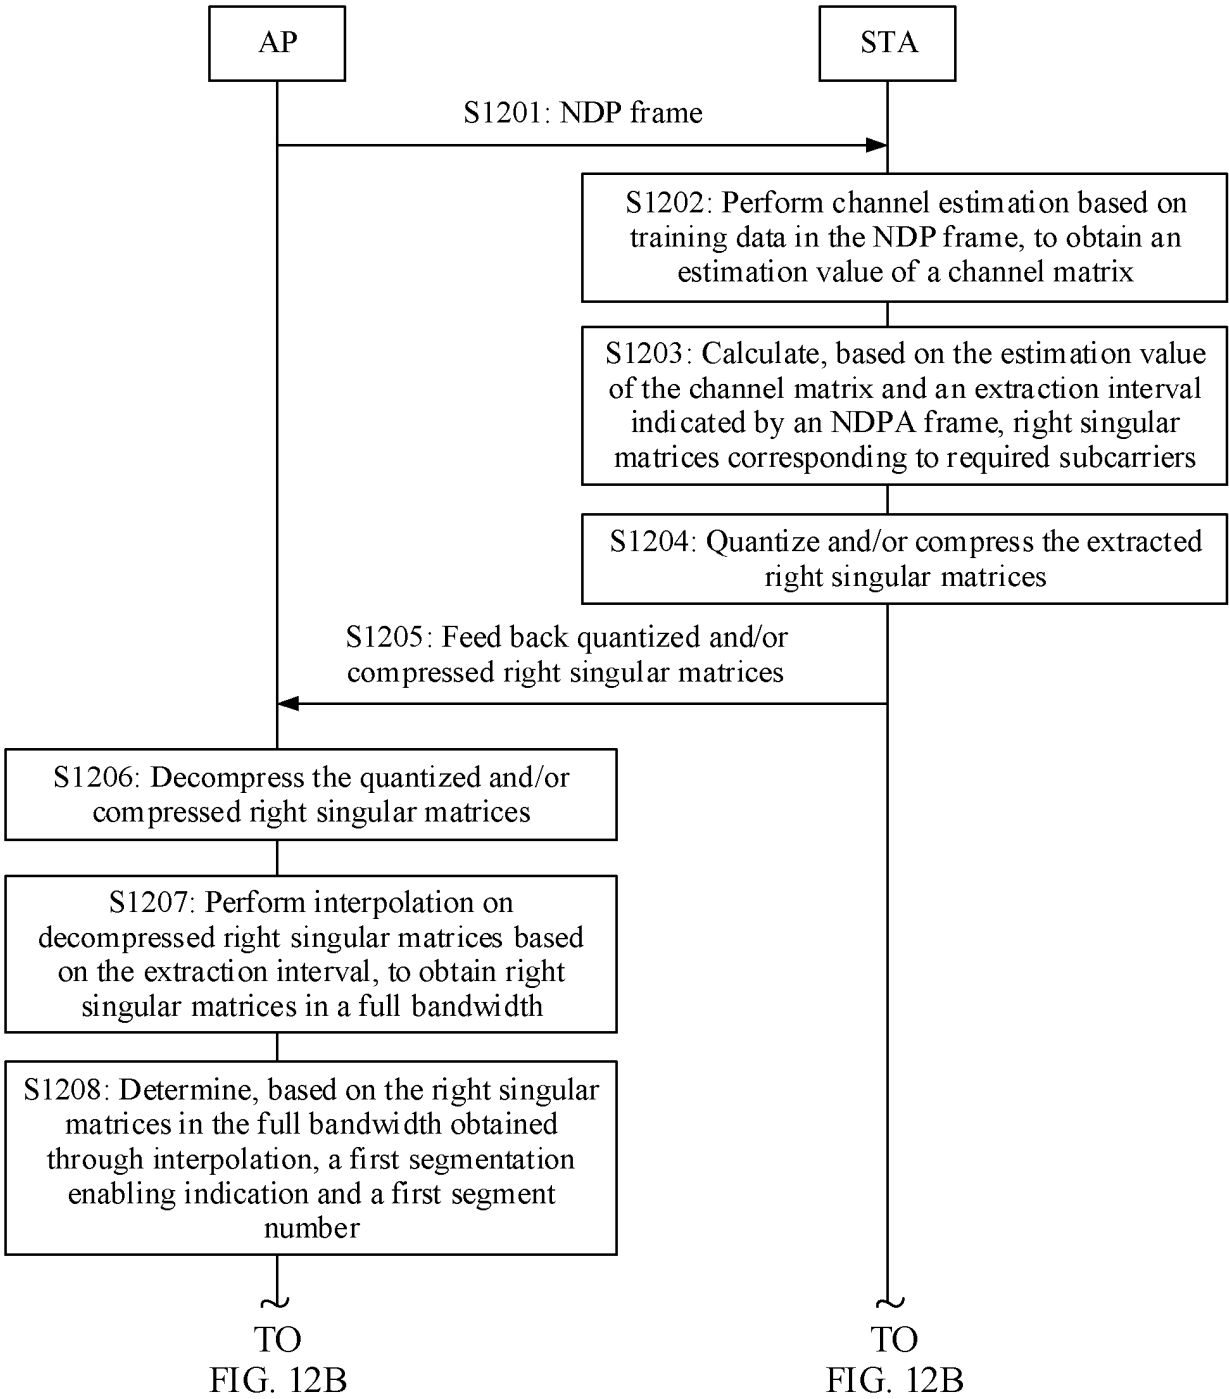 AP
STA
S1201: NDP frame
S1202: Perform channel estimation based on
training data in the NDP frame, to obtain an
estimation value of a channel matrix
S1203: Calculate, based on the estimation value
of the channel matrix and an extraction interval
indicated by an NDPA frame, right singular
matrices corresponding to required subcarriers
S1204: Quantize and/or compress the extracted
right singular matrices
S1205: Feed back quantized and/or
compressed right singular matrices
S1206: Decompress the quantized and/or
compressed right singular matrices
S1207: Perform interpolation on
decompressed right singular matrices based
on the extraction interval, to obtain right
singular matrices in a full bandwidth
S1208: Determine, based on the right singular
matrices in the full bandwidth obtained
through interpolation, a first segmentation
enabling indication and a first segment
number
TO
FIG. 12B
TO
FIG. 12B